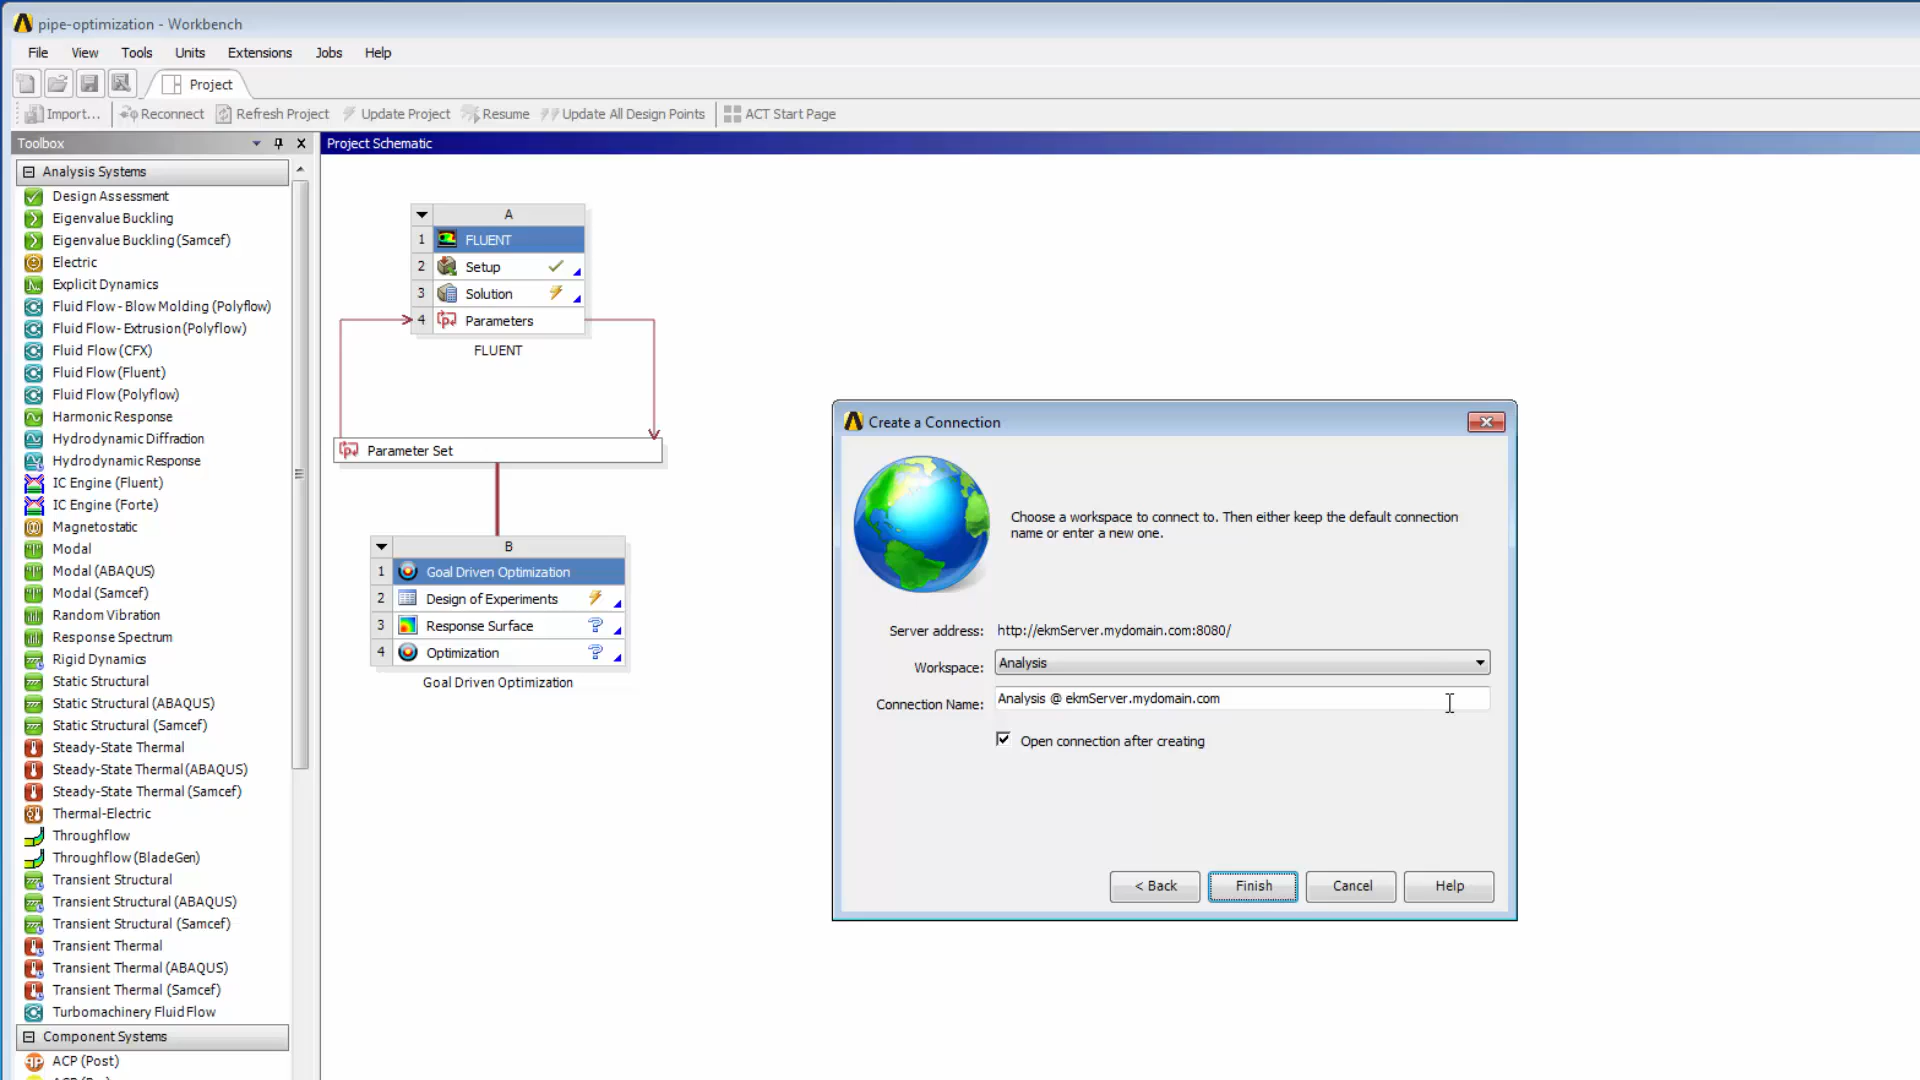 pipe-optimization - Workbench
File View Tools Units Extensions Jobs Help
Project
Import... Reconnect Refresh Project Update Project Resume Update All Design Points ACT Start Page
Toolbox
Project Schematic
Analysis Systems
Design Assessment
Eigenvalue Buckling
Eigenvalue Buckling (Samcef)
Electric
Explicit Dynamics
Fluid Flow - Blow Molding (Polyflow)
Fluid Flow - Extrusion (Polyflow)
Fluid Flow (CFX)
Fluid Flow (Fluent)
Fluid Flow (Polyflow)
Harmonic Response
Hydrodynamic Diffraction
Hydrodynamic Response
IC Engine (Fluent)
IC Engine (Forte)
Magnetostatic
Modal
Modal (ABAQUS)
Modal (Samcef)
Random Vibration
Response Spectrum
Rigid Dynamics
Static Structural
Static Structural (ABAQUS)
Static Structural (Samcef)
Steady-State Thermal
Steady-State Thermal (ABAQUS)
Steady-State Thermal (Samcef)
Thermal-Electric
Throughflow
Throughflow (BladeGen)
Transient Structural
Transient Structural (ABAQUS)
Transient Structural (Samcef)
Transient Thermal
Transient Thermal (ABAQUS)
Transient Thermal (Samcef)
Turbomachinery Fluid Flow
Component Systems
ACP (Post)
A
1 FLUENT
2 Setup
3 Solution
4 Parameters
FLUENT
Parameter Set
B
1 Goal Driven Optimization
2 Design of Experiments
3 Response Surface
4 Optimization
Goal Driven Optimization
Create a Connection
Choose a workspace to connect to. Then either keep the default connection
name or enter a new one.
Server address: http://ekmServer.mydomain.com:8080/
Workspace: Analysis
Connection Name: Analysis @ ekmServer.mydomain.com
Open connection after creating
< Back Finish Cancel Help